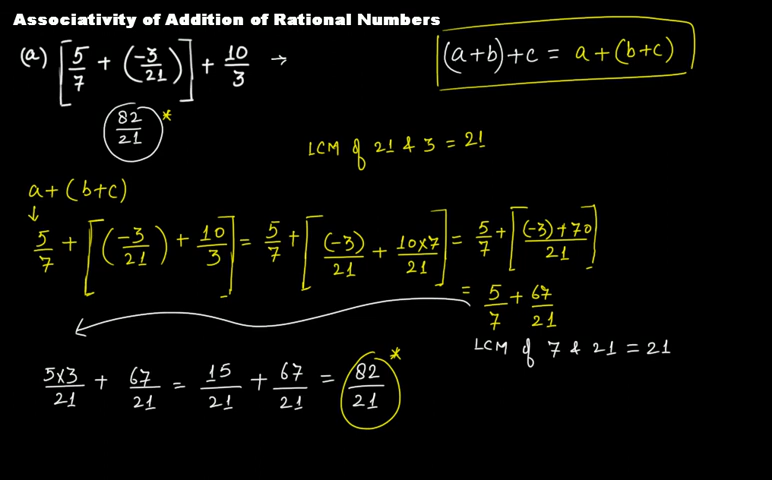 Associativity of Addition of Rational Numbers
(a) [5/7 + (-3/21)] + 10/3 →
(a+b)+c = a+(b+c)
82/21 *
LCM of 21 & 3 = 21
a+(b+c)
↓
5/7 + [(-3/21) + 10/3] = 5/7 + [(-3)/21 + 10×7/21] = 5/7 + [(-3)+70/21]
= 5/7 + 67/21
LCM of 7 & 21 = 21
5×3/21 + 67/21 = 15/21 + 67/21 = 82/21 *